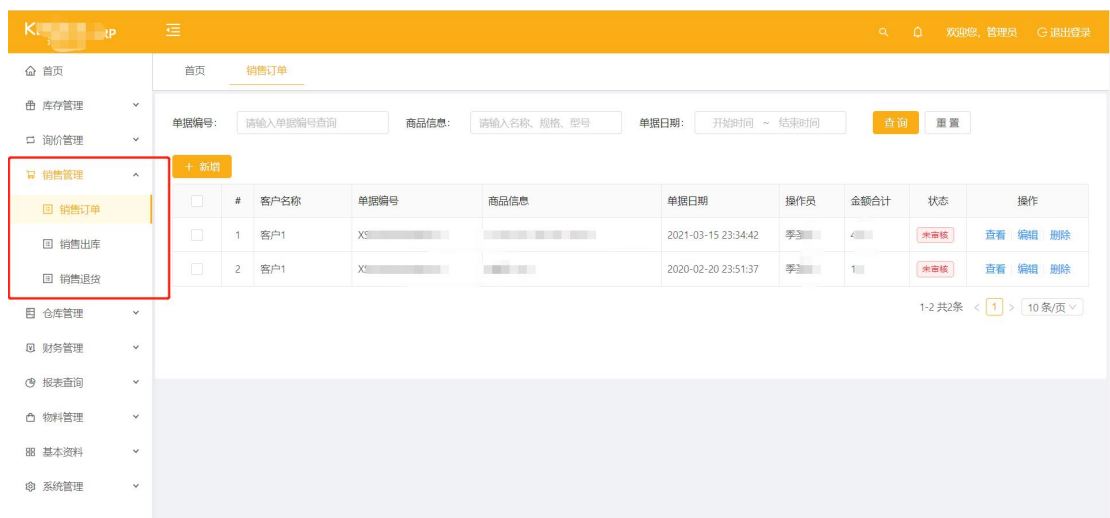 欢迎您，管理员 退出登录
首页
库存管理
询价管理
销售管理
销售订单
销售出库
销售退货
仓库管理
财务管理
报表查询
物料管理
基本资料
系统管理
首页 销售订单
单据编号： 请输入单据编号查询 商品信息： 请输入名称、规格、型号 单据日期： 开始时间 ~ 结束时间 查询 重置
+ 新增
# 客户名称 单据编号 商品信息 单据日期 操作员 金额合计 状态 操作
1 客户1 2021-03-15 23:34:42 未审核 查看 编辑 删除
2 客户1 2020-02-20 23:51:37 未审核 查看 编辑 删除
1-2 共2条 < 1 > 10 条/页